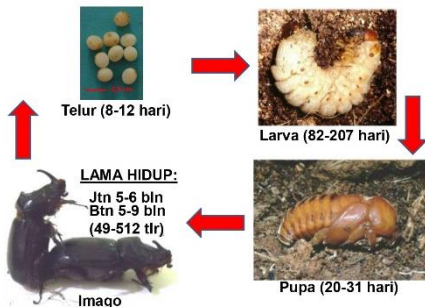 Telur (8-12 hari)
Larva (82-207 hari)
LAMA HIDUP:
Jtn 5-6 bln
Btn 5-9 bln
(49-512 tlr)
Pupa (20-31 hari)
Imago